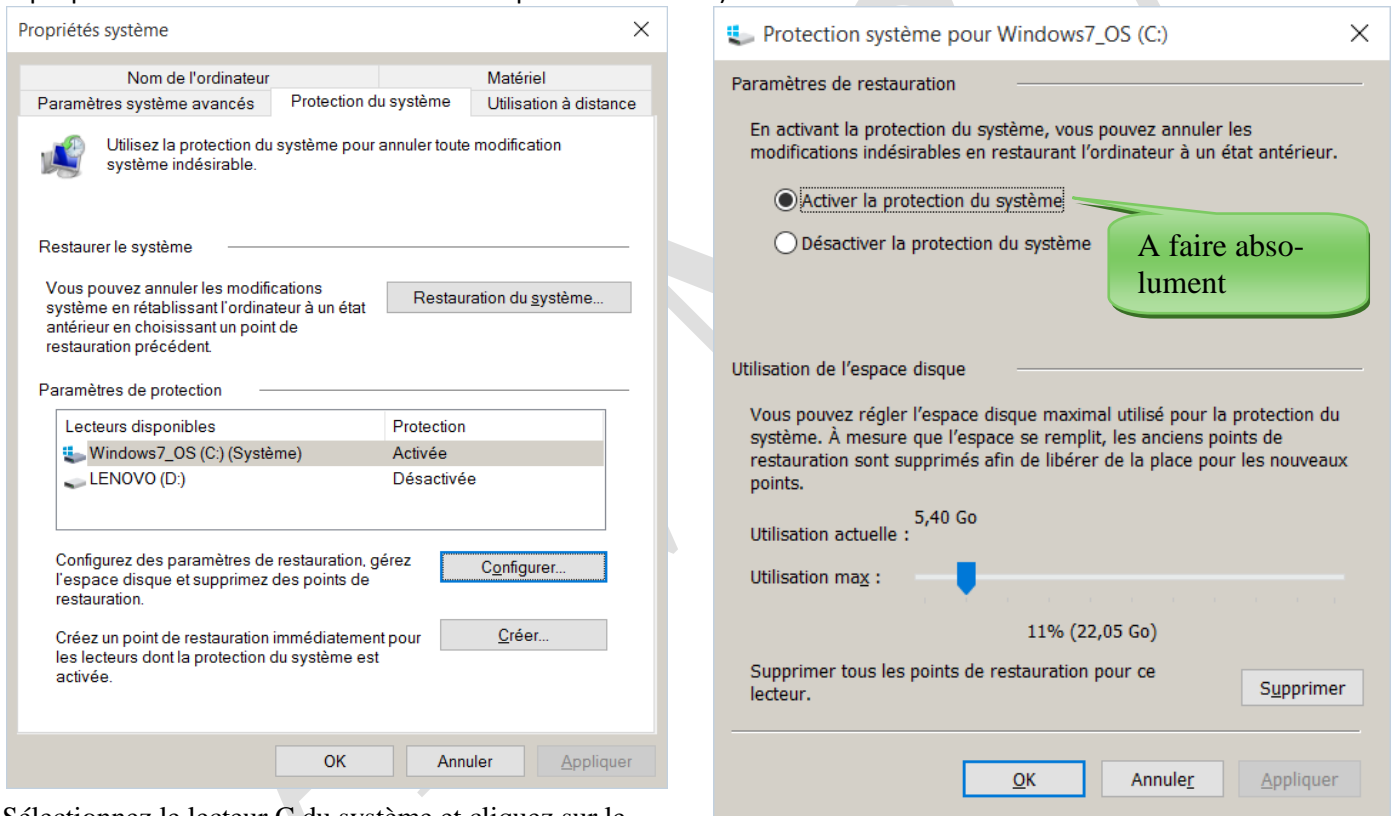 Propriétés système
Nom de l'ordinateur
Matériel
Paramètres système avancés
Protection du système
Utilisation à distance
Utilisez la protection du système pour annuler toute modification
système indésirable.
Restaurer le système
Vous pouvez annuler les modifications
système en rétablissant l'ordinateur à un état
antérieur en choisissant un point de
restauration précédent.
Restauration du système...
Paramètres de protection
Lecteurs disponibles
Protection
Windows7_OS (C:) (Système)
Activée
LENOVO (D:)
Désactivée
Configurez des paramètres de restauration, gérez
l'espace disque et supprimez des points de
restauration.
Configurer...
Créez un point de restauration immédiatement pour
les lecteurs dont la protection du système est
activée.
Créer...
OK
Annuler
Appliquer
Sélectionnez le lecteur C du système et cliquez sur le
Protection système pour Windows7_OS (C:)
Paramètres de restauration
En activant la protection du système, vous pouvez annuler les
modifications indésirables en restaurant l'ordinateur à un état antérieur.
Activer la protection du système
Désactiver la protection du système
A faire abso-
lument
Utilisation de l'espace disque
Vous pouvez régler l'espace disque maximal utilisé pour la protection du
système. À mesure que l'espace se remplit, les anciens points de
restauration sont supprimés afin de libérer de la place pour les nouveaux
points.
Utilisation actuelle :
5,40 Go
Utilisation max :
11% (22,05 Go)
Supprimer tous les points de restauration pour ce
lecteur.
Supprimer
OK
Annuler
Appliquer